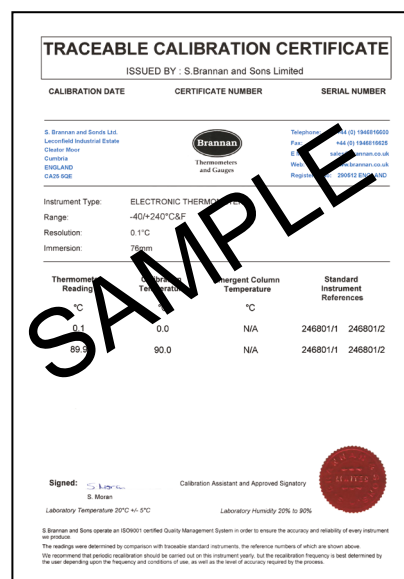 TRACEABLE CALIBRATION CERTIFICATE
ISSUED BY : S.Brannan and Sons Limited
CALIBRATION DATE CERTIFICATE NUMBER SERIAL NUMBER
S. Brannan and Sonds Ltd.
Leconfield Industrial Estate
Cleator Moor
Cumbria
ENGLAND
CA25 5QE
Brannan
Thermometers
and Gauges
Telephone: +44 (0) 1946816600
Fax: +44 (0) 1946816625
Web:
290612 ENGLAND
Instrument Type: ELECTRONIC
Range: -40/+240°C&F
Resolution: 0.1°C
Immersion: 76mm
SAMPLE
Thermometer Calibration Emergent Column Standard
Reading Temperature Temperature Instrument
References
°C °C °C
0.1 0.0 N/A 246801/1 246801/2
89.9 90.0 N/A 246801/1 246801/2
Signed: Calibration Assistant and Approved Signatory
S. Moran
Laboratory Temperature 20°C +/- 5°C Laboratory Humidity 20% to 90%
S.Brannan and Sons operate an ISO9001 certified Quality Management System in order to ensure the accuracy and reliability of every instrument
we produce.
The readings were determined by comparison with traceable standard instruments, the reference numbers of which are shown above.
We recommend that periodic recalibration should be carried out on this instrument yearly, but the recalibration frequency is best determined by
the user depending upon the frequency and conditions of use, as well as the level of accuracy required by the process.